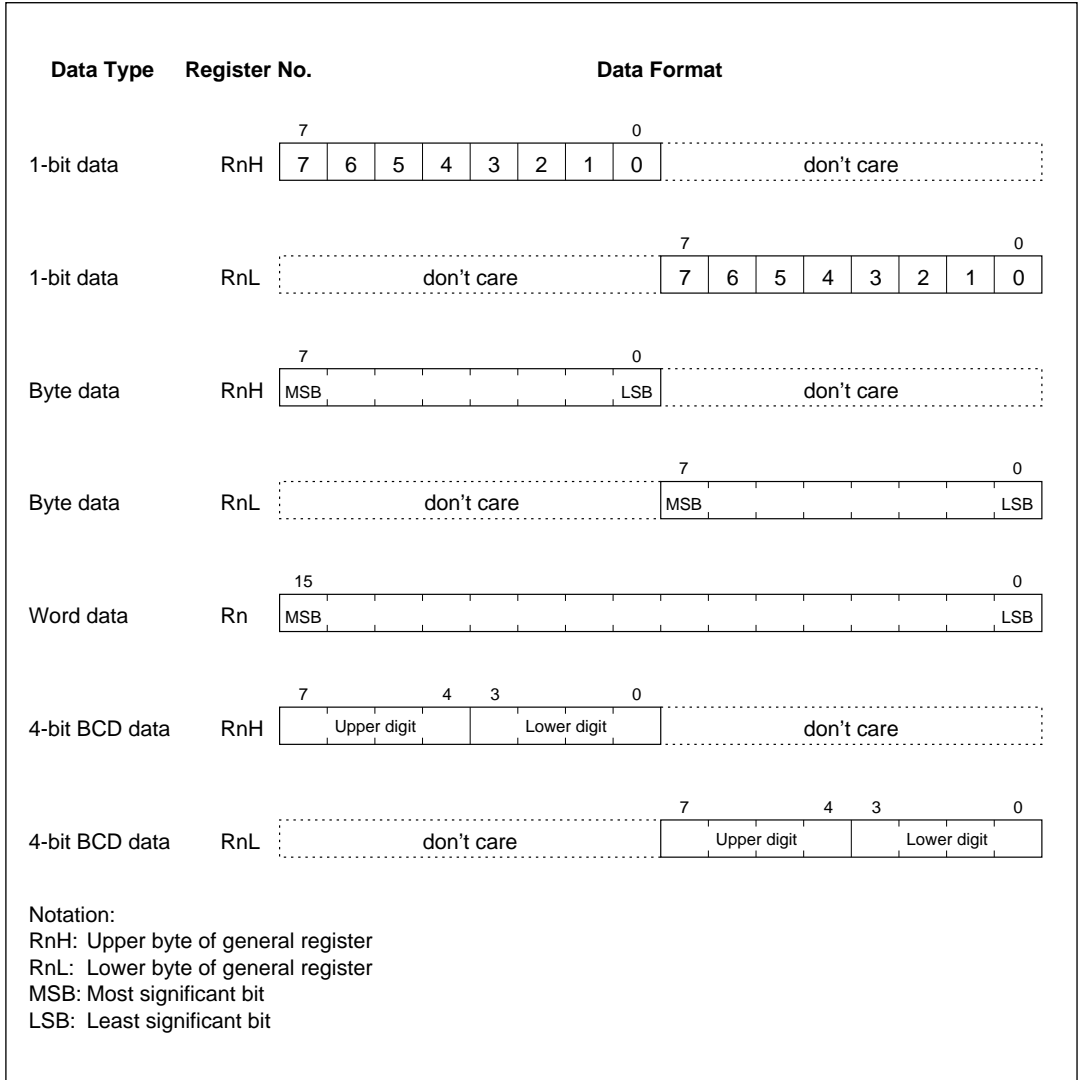 Data Type Register No. Data Format
7 0
1-bit data RnH 7 6 5 4 3 2 1 0 don't care
7 0
1-bit data RnL don't care 7 6 5 4 3 2 1 0
7 0
Byte data RnH MSB LSB don't care
7 0
Byte data RnL don't care MSB LSB
15 0
Word data Rn MSB LSB
7 4 3 0
4-bit BCD data RnH Upper digit Lower digit don't care
7 4 3 0
4-bit BCD data RnL don't care Upper digit Lower digit
Notation:
RnH: Upper byte of general register
RnL: Lower byte of general register
MSB: Most significant bit
LSB: Least significant bit